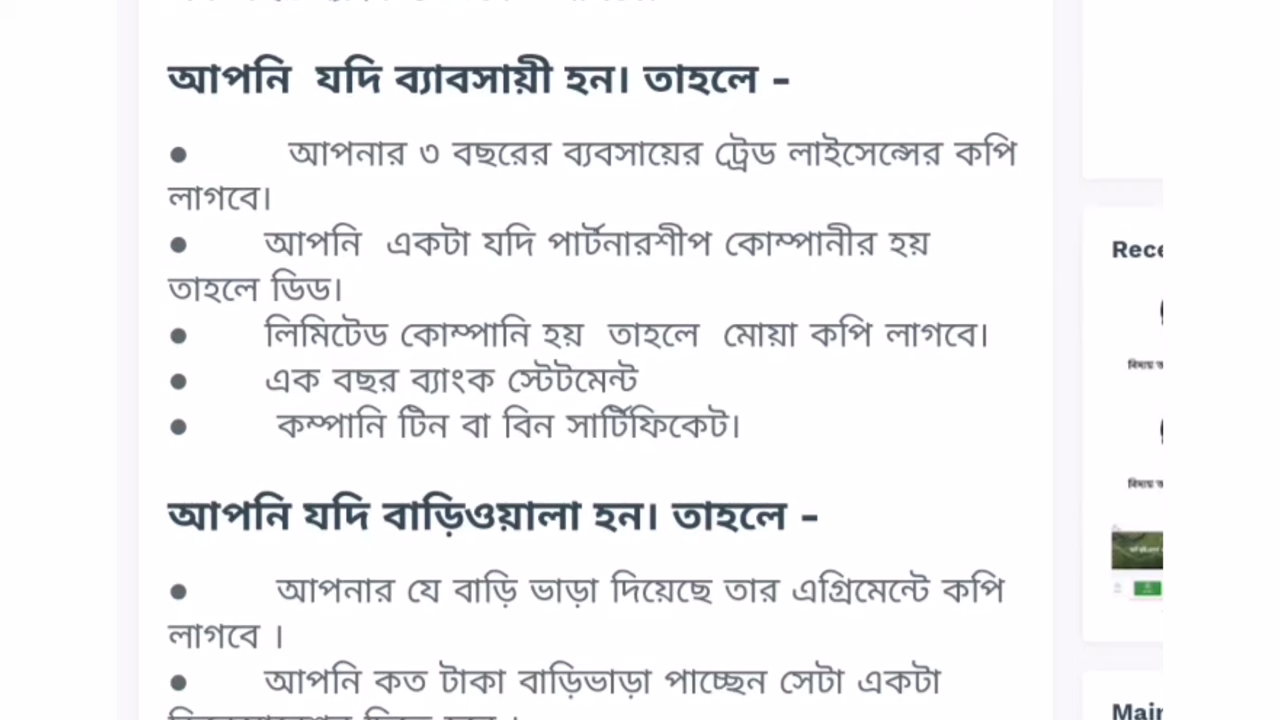 আপনি যদি ব্যাবসায়ী হন। তাহলে -
● আপনার ৩ বছরের ব্যবসায়ের ট্রেড লাইসেন্সের কপি
লাগবে।
● আপনি একটা যদি পার্টনারশীপ কোম্পানীর হয়
তাহলে ডিড।
● লিমিটেড কোম্পানি হয় তাহলে মোয়া কপি লাগবে।
● এক বছর ব্যাংক স্টেটমেন্ট
● কম্পানি টিন বা বিন সার্টিফিকেট।
আপনি যদি বাড়িওয়ালা হন। তাহলে -
● আপনার যে বাড়ি ভাড়া দিয়েছে তার এগ্রিমেন্টে কপি
লাগবে ।
● আপনি কত টাকা বাড়িভাড়া পাচ্ছেন সেটা একটা
Rece
Mair